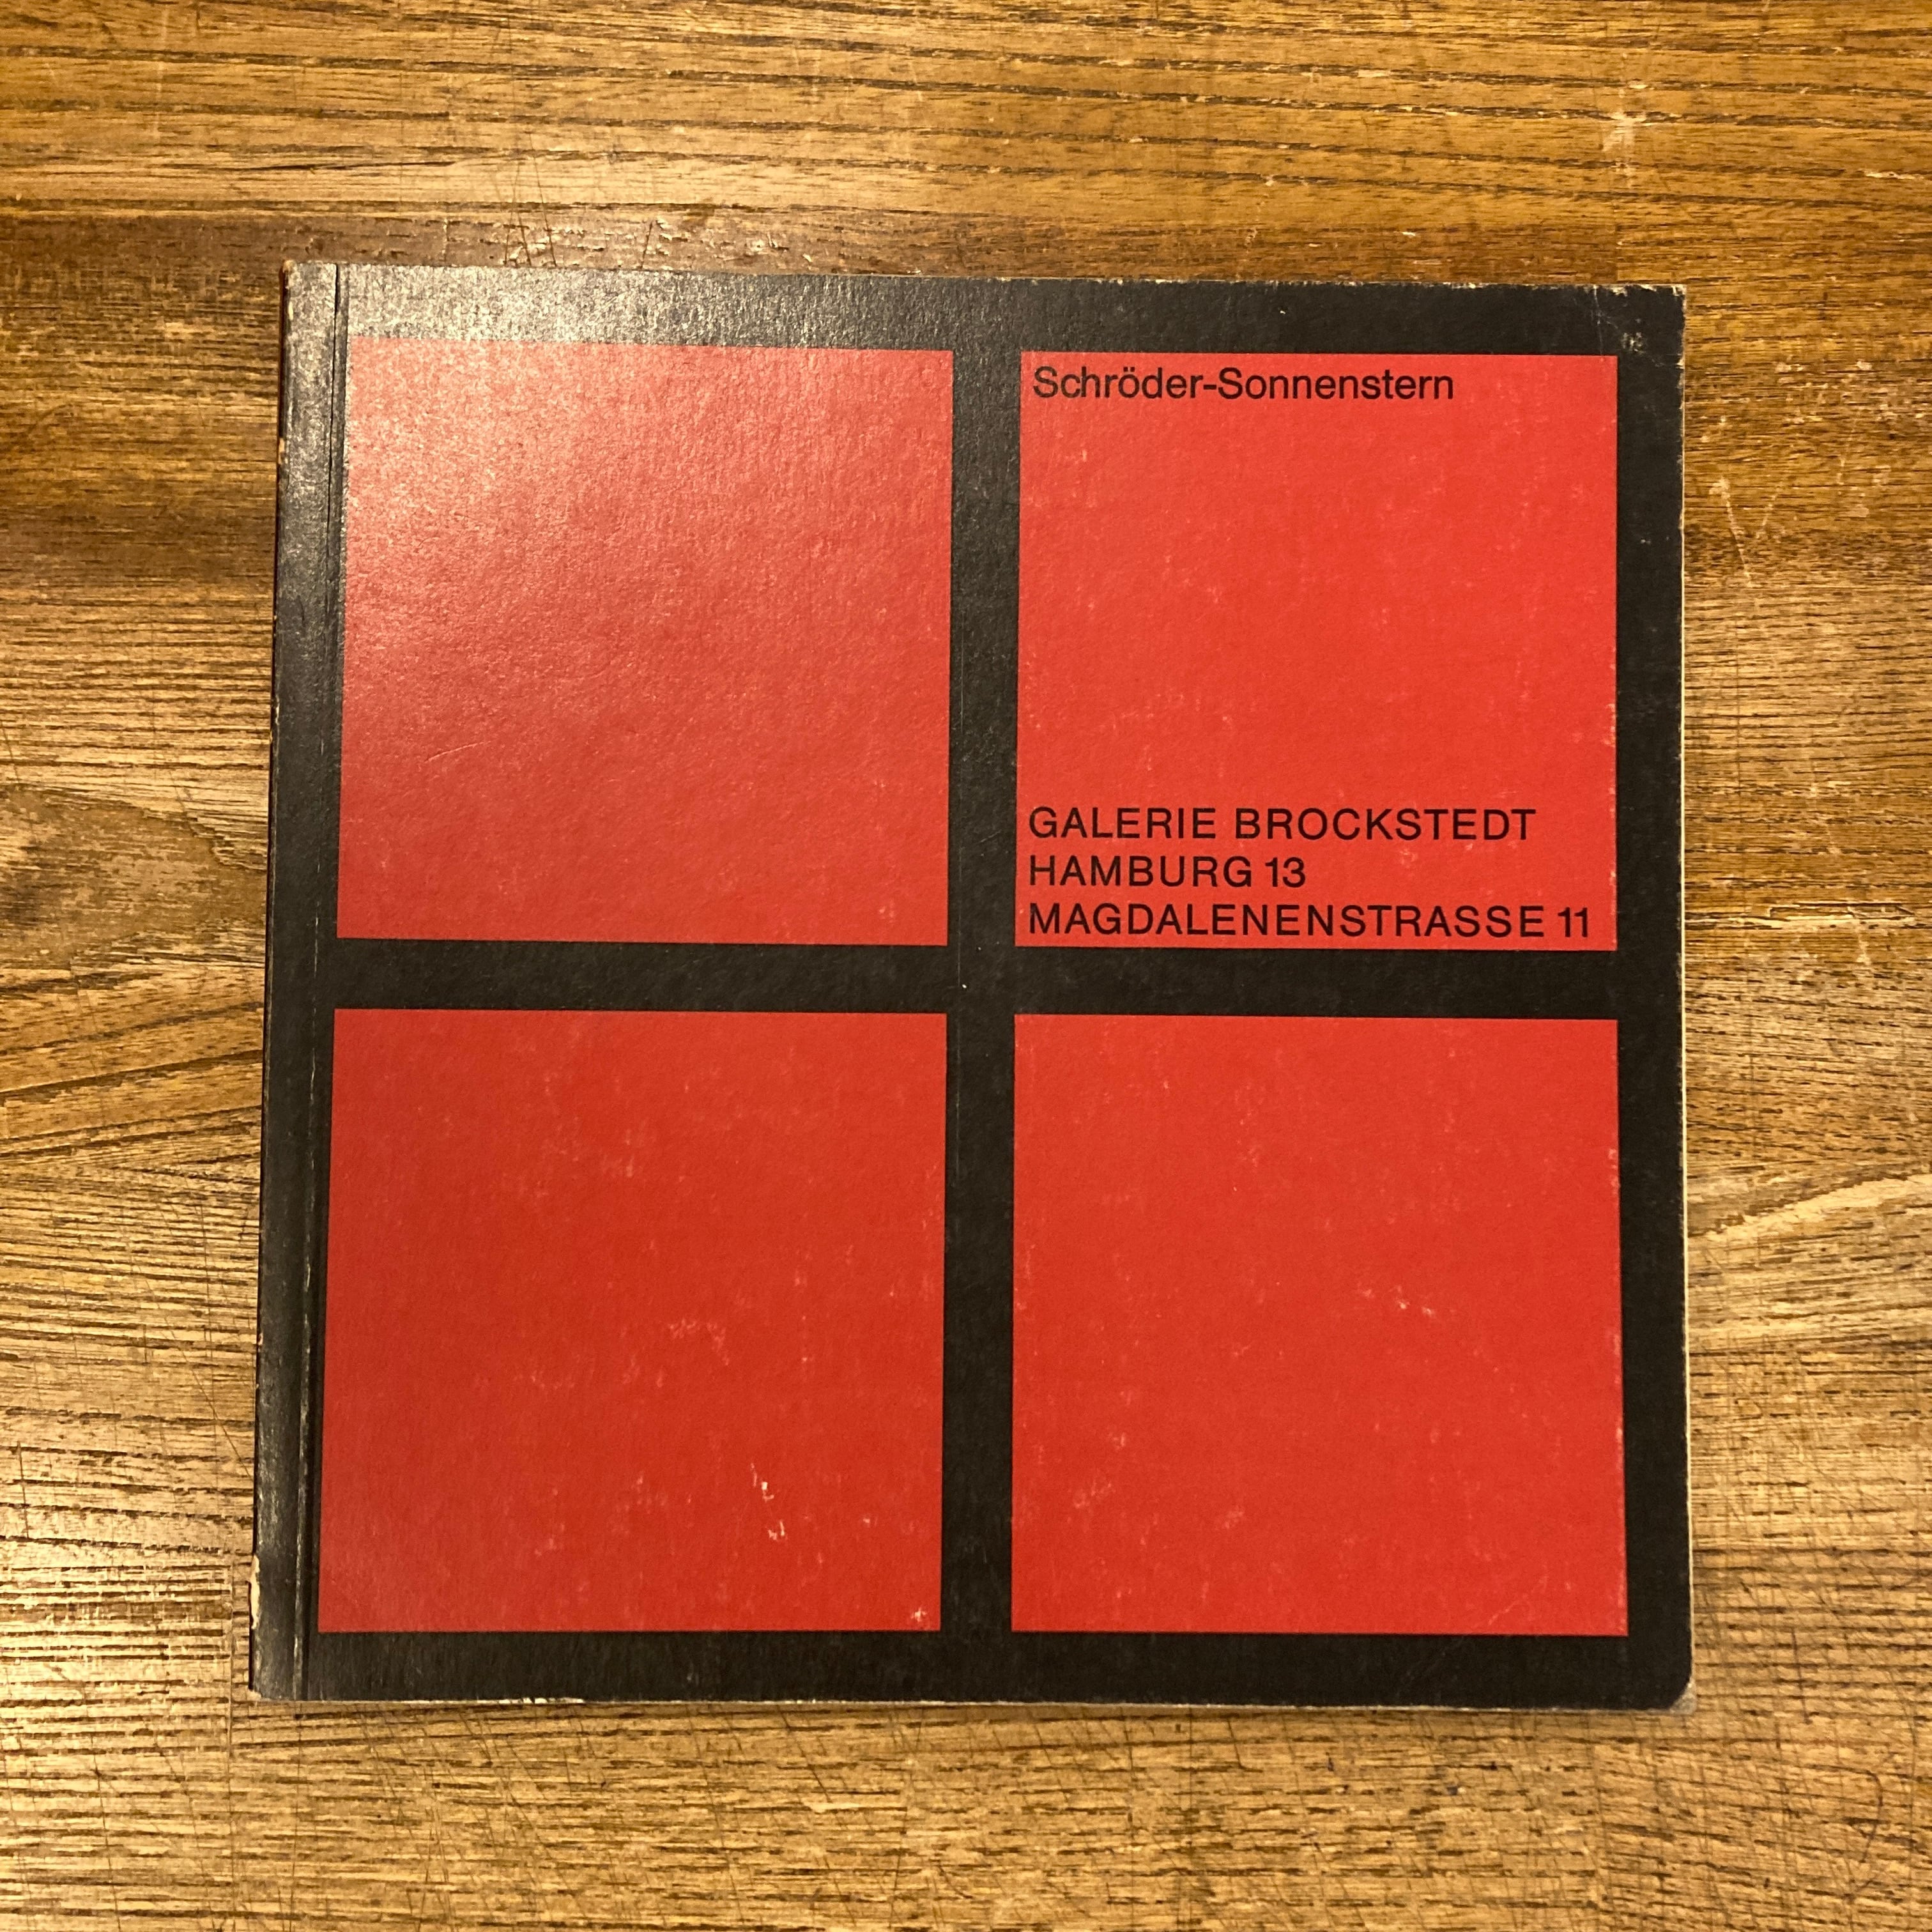 Schröder-Sonnenstern
GALERIE BROCKSTEDT
HAMBURG 13
MAGDALENENSTRASSE 11